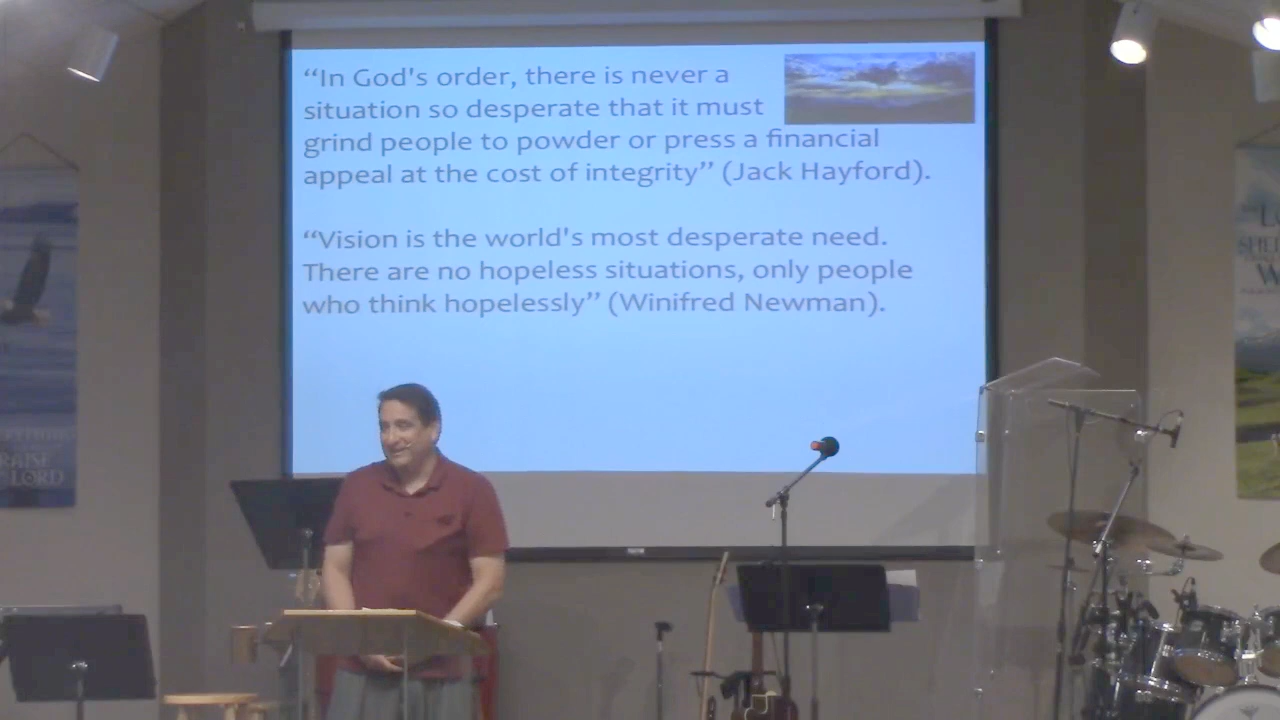 “In God's order, there is never a
situation so desperate that it must
grind people to powder or press a financial
appeal at the cost of integrity” (Jack Hayford).
“Vision is the world's most desperate need.
There are no hopeless situations, only people
who think hopelessly” (Winifred Newman).
LORD